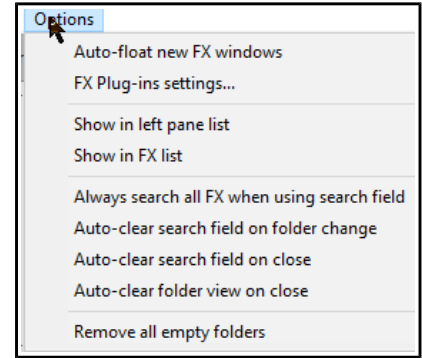 Options
Auto-float new FX windows
FX Plug-ins settings...
Show in left pane list
Show in FX list
Always search all FX when using search field
Auto-clear search field on folder change
Auto-clear search field on close
Auto-clear folder view on close
Remove all empty folders